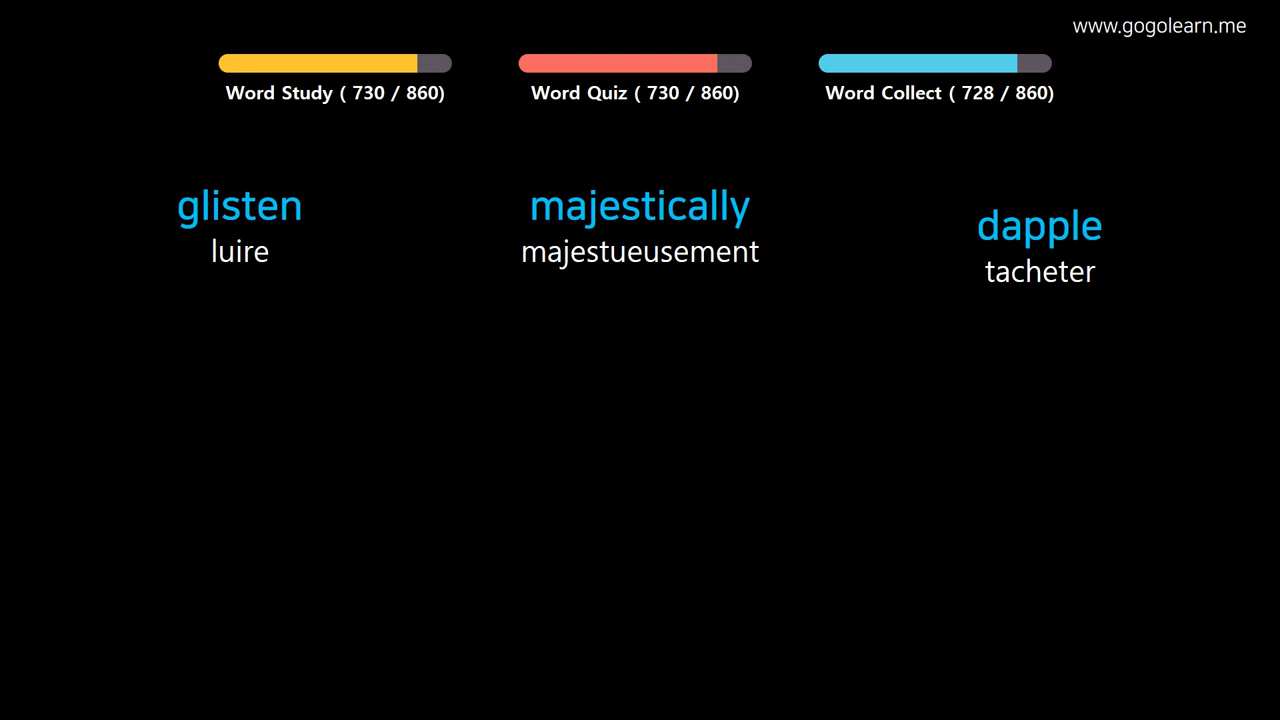 www.gogolearn.me
Word Study ( 730 / 860)
Word Quiz ( 730 / 860)
Word Collect ( 728 / 860)
glisten
luire
majestically
majestueusement
dapple
tacheter